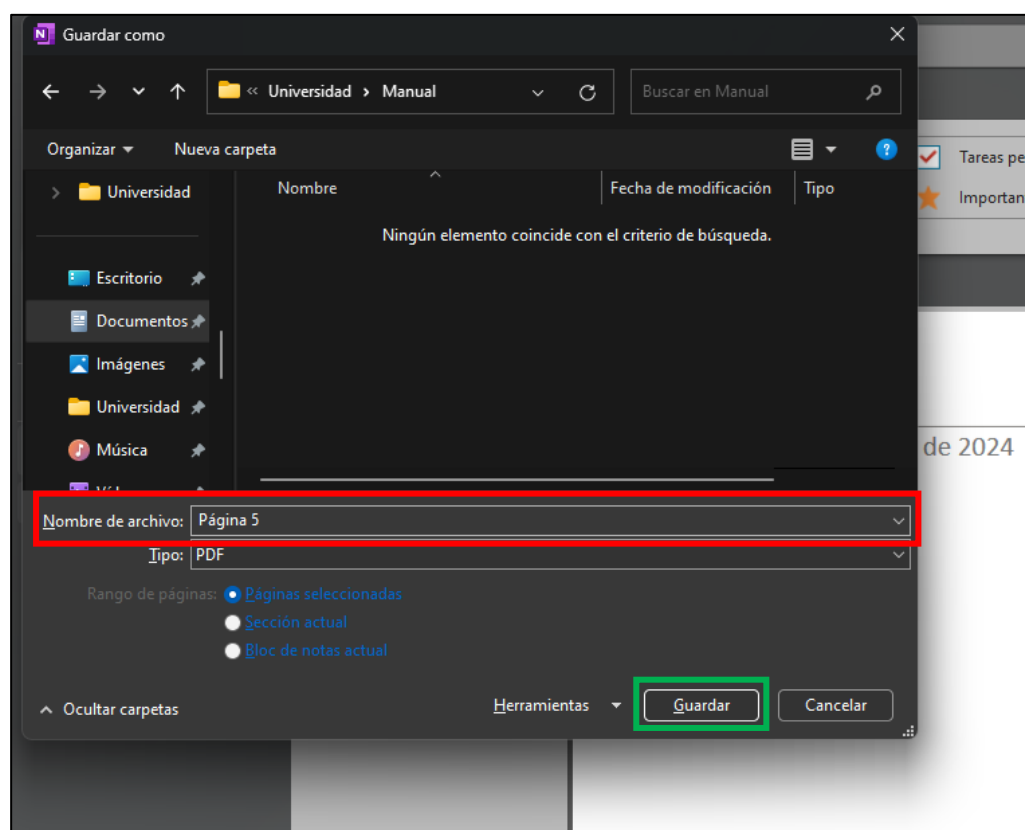 Guardar como
« Universidad > Manual
Buscar en Manual
Organizar
Nueva carpeta
Tareas pe
Universidad
Nombre
Fecha de modificación
Tipo
Importan
Ningún elemento coincide con el criterio de búsqueda.
Escritorio
Documentos
Imágenes
Universidad
Música
de 2024
Nombre de archivo: Página 5
Tipo: PDF
Rango de páginas: Páginas seleccionadas
Sección actual
Bloc de notas actual
Ocultar carpetas
Herramientas
Guardar
Cancelar